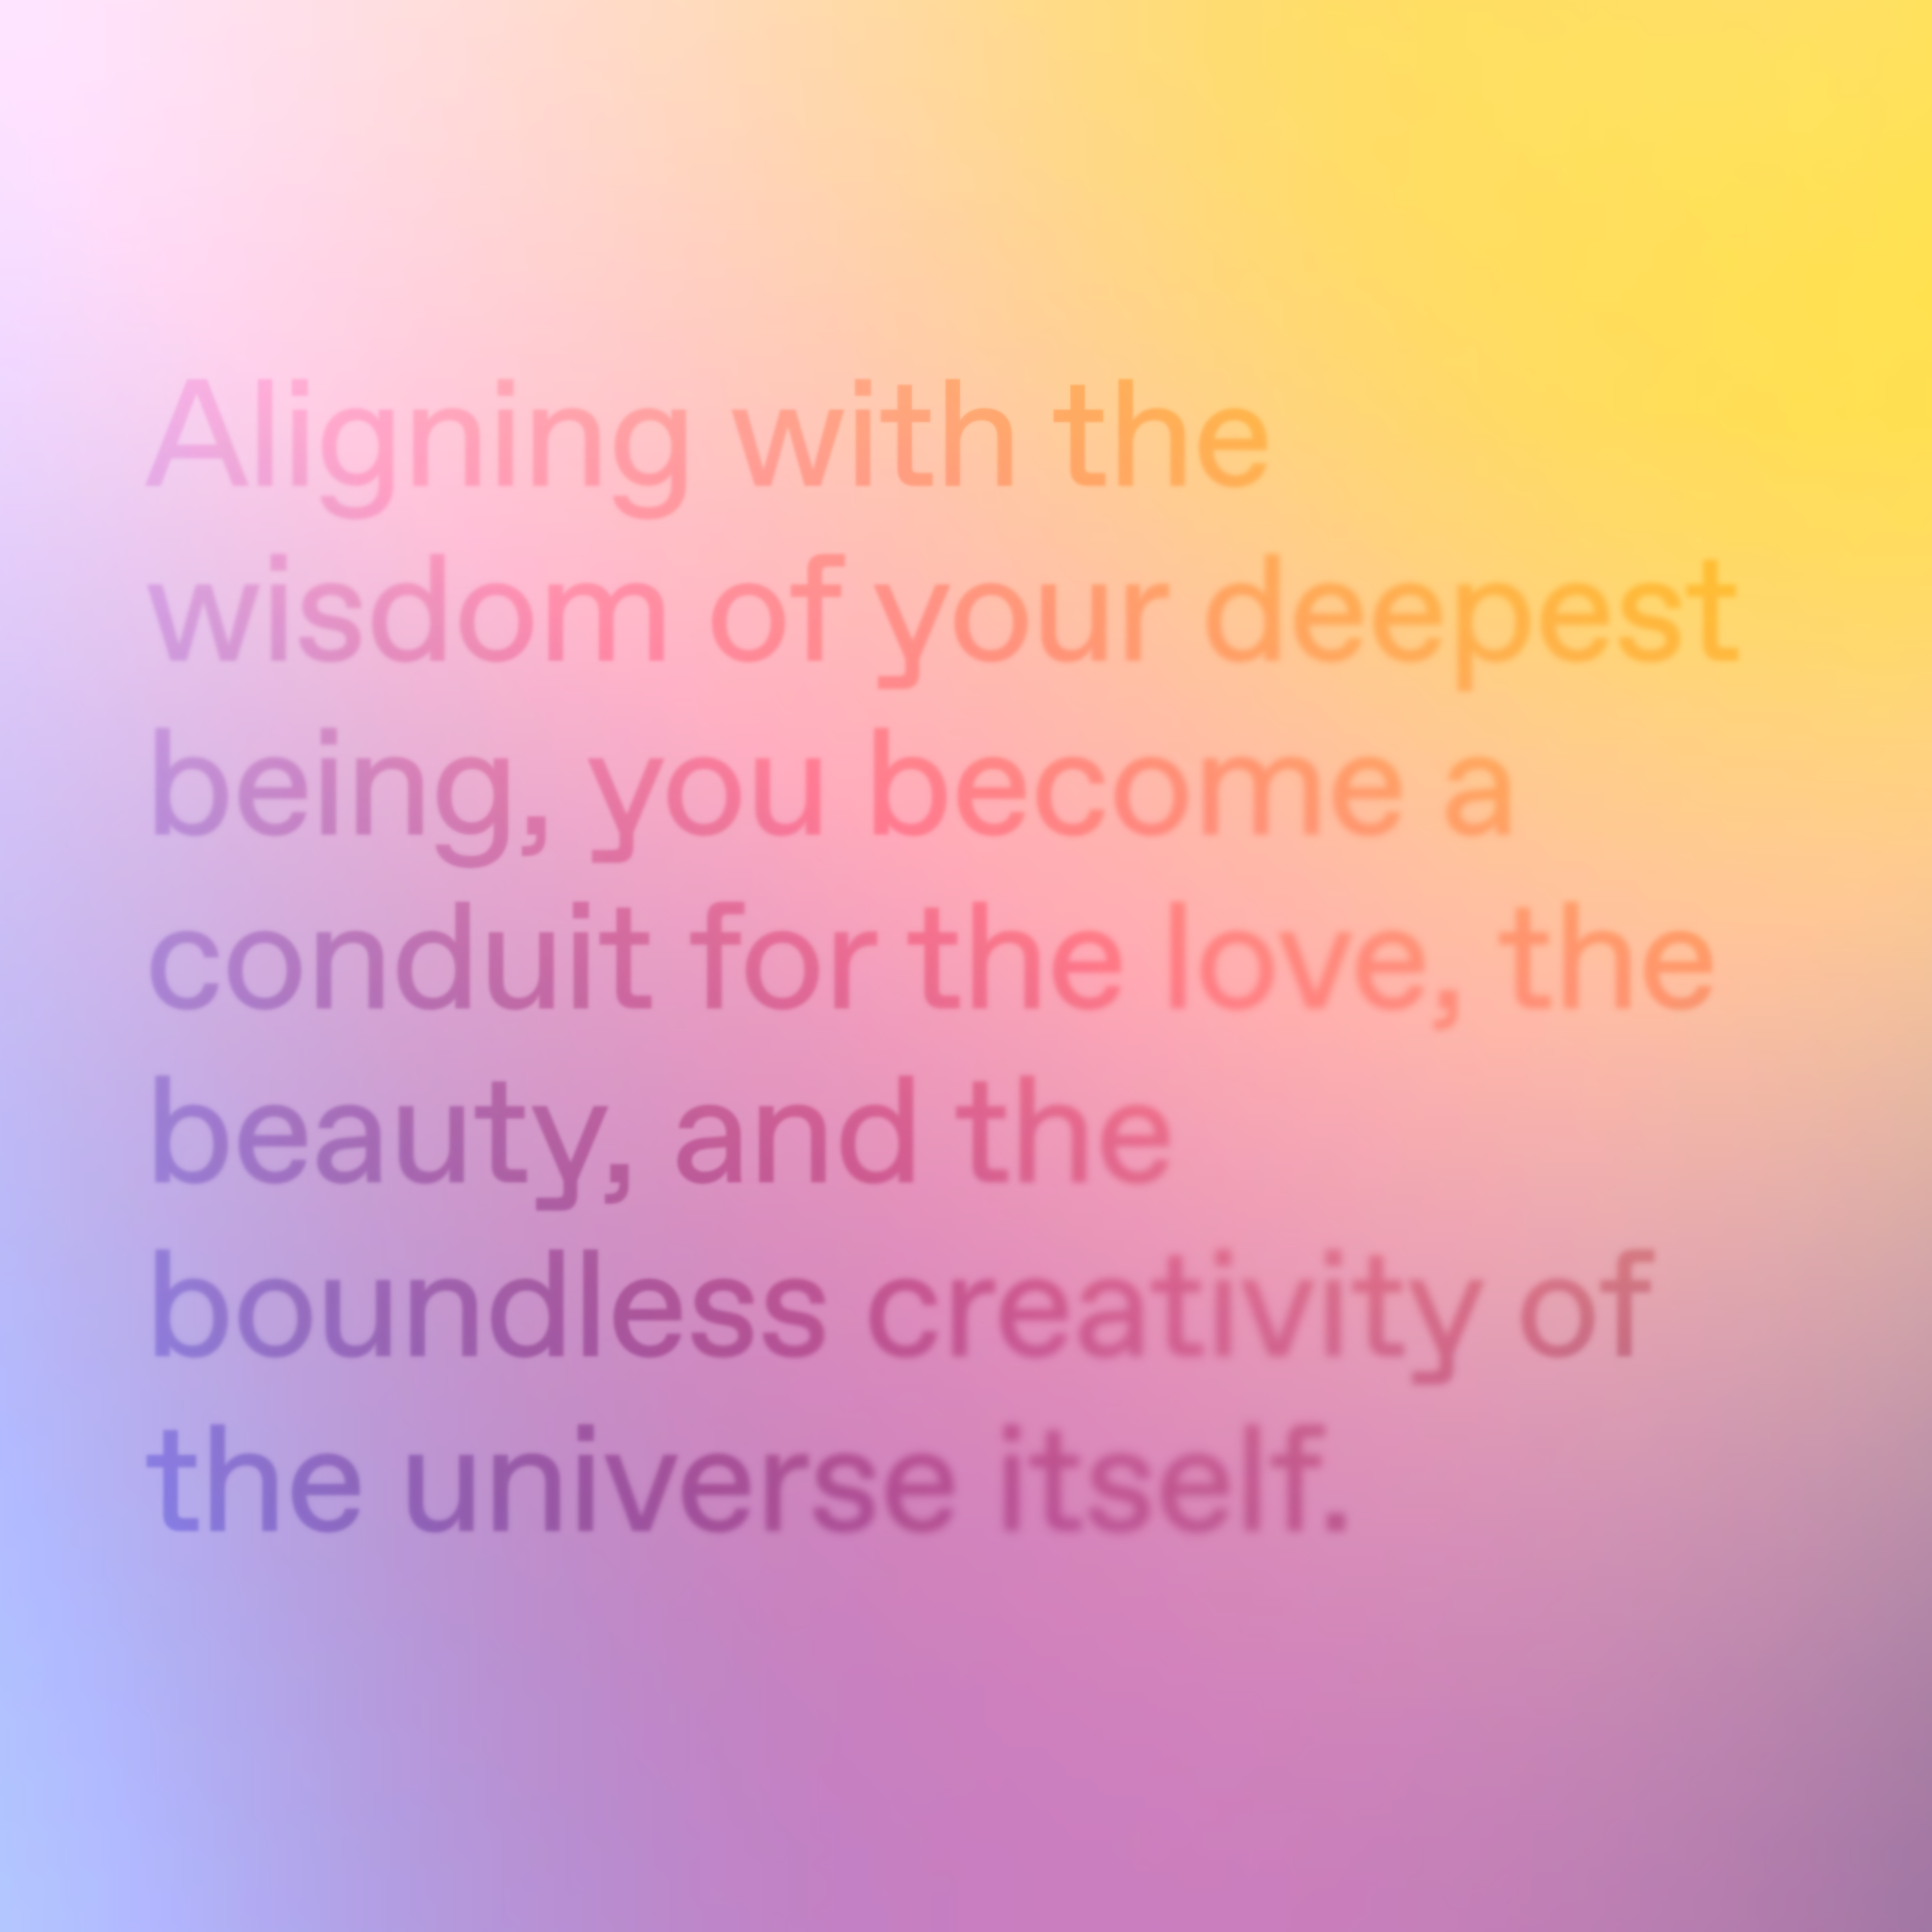 Aligning with the
wisdom of your deepest
being, you become a
conduit for the love, the
beauty, and the
boundless creativity of
the universe itself.